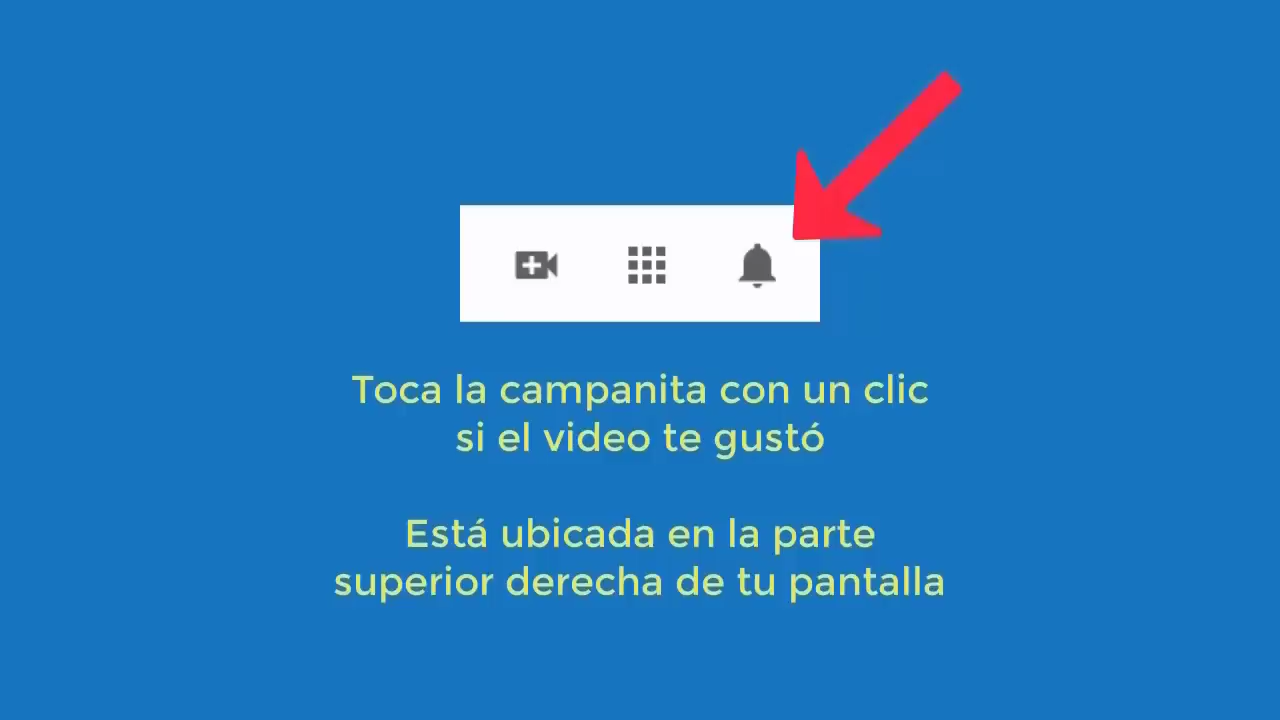 Toca la campanita con un clic
si el video te gustó
Está ubicada en la parte
superior derecha de tu pantalla